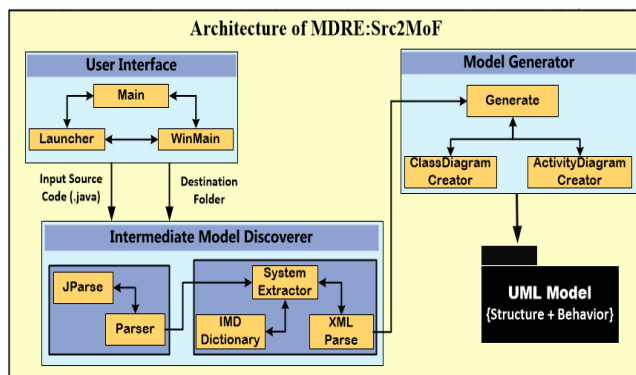 Architecture of MDRE:Src2MoF
User Interface
Main
Launcher
WinMain
Input Source
Code (.java)
Destination
Folder
Intermediate Model Discoverer
JParse
Parser
System
Extractor
IMD
Dictionary
XML
Parse
Model Generator
Generate
ClassDiagram
Creator
ActivityDiagram
Creator
UML Model
{Structure + Behavior}